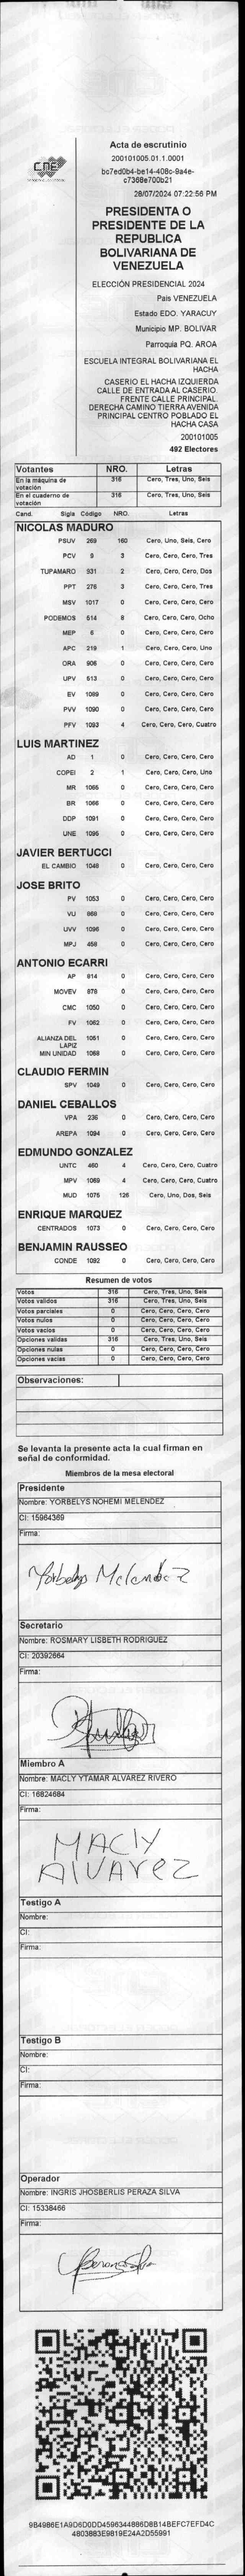 CNE
Acta de escrutinio
200101005.01.1.0001
bc7ed0b4-be14-408c-9a4e-
c7368e700b21
28/07/2024 07:22:56 PM
PRESIDENTA O
PRESIDENTE DE LA
REPUBLICA
BOLIVARIANA DE
VENEZUELA
ELECCIÓN PRESIDENCIAL 2024
País VENEZUELA
Estado EDO. YARACUY
Municipio MP. BOLIVAR
Parroquia PQ. AROA
ESCUELA INTEGRAL BOLIVARIANA EL
HACHA
CASERIO EL HACHA IZQUIERDA
CALLE DE ENTRADA AL CASERIO.
FRENTE CALLE PRINCIPAL.
DERECHA CAMINO TIERRA AVENIDA
PRINCIPAL CENTRO POBLADO EL
HACHA CASA
200101005
492 Electores
Votantes NRO. Letras
En la máquina de votación 316 Cero, Tres, Uno, Seis
En el cuaderno de votación 316 Cero, Tres, Uno, Seis
Cand. Sigla Código NRO. Letras
NICOLAS MADURO
PSUV 269 160 Cero, Uno, Seis, Cero
PCV 9 3 Cero, Cero, Cero, Tres
TUPAMARO 931 2 Cero, Cero, Cero, Dos
PPT 276 3 Cero, Cero, Cero, Tres
MSV 1017 0 Cero, Cero, Cero, Cero
PODEMOS 514 8 Cero, Cero, Cero, Ocho
MEP 6 0 Cero, Cero, Cero, Cero
APC 219 1 Cero, Cero, Cero, Uno
ORA 906 0 Cero, Cero, Cero, Cero
UPV 513 0 Cero, Cero, Cero, Cero
EV 1089 0 Cero, Cero, Cero, Cero
PVV 1090 0 Cero, Cero, Cero, Cero
PFV 1093 4 Cero, Cero, Cero, Cuatro
LUIS MARTINEZ
AD 1 0 Cero, Cero, Cero, Cero
COPEI 2 1 Cero, Cero, Cero, Uno
MR 1065 0 Cero, Cero, Cero, Cero
BR 1066 0 Cero, Cero, Cero, Cero
DDP 1091 0 Cero, Cero, Cero, Cero
UNE 1095 0 Cero, Cero, Cero, Cero
JAVIER BERTUCCI
EL CAMBIO 1048 0 Cero, Cero, Cero, Cero
JOSE BRITO
PV 1053 0 Cero, Cero, Cero, Cero
VU 868 0 Cero, Cero, Cero, Cero
UVV 1096 0 Cero, Cero, Cero, Cero
MPJ 458 0 Cero, Cero, Cero, Cero
ANTONIO ECARRI
AP 814 0 Cero, Cero, Cero, Cero
MOVEV 878 0 Cero, Cero, Cero, Cero
CMC 1050 0 Cero, Cero, Cero, Cero
FV 1062 0 Cero, Cero, Cero, Cero
ALIANZA DEL LAPIZ 1051 0 Cero, Cero, Cero, Cero
MIN UNIDAD 1068 0 Cero, Cero, Cero, Cero
CLAUDIO FERMIN
SPV 1049 0 Cero, Cero, Cero, Cero
DANIEL CEBALLOS
VPA 236 0 Cero, Cero, Cero, Cero
AREPA 1094 0 Cero, Cero, Cero, Cero
EDMUNDO GONZALEZ
UNTC 460 4 Cero, Cero, Cero, Cuatro
MPV 1069 4 Cero, Cero, Cero, Cuatro
MUD 1075 126 Cero, Uno, Dos, Seis
ENRIQUE MARQUEZ
CENTRADOS 1073 0 Cero, Cero, Cero, Cero
BENJAMIN RAUSSEO
CONDE 1092 0 Cero, Cero, Cero, Cero
Resumen de votos
Votos 316 Cero, Tres, Uno, Seis
Votos validos 316 Cero, Tres, Uno, Seis
Votos parciales 0 Cero, Cero, Cero, Cero
Votos nulos 0 Cero, Cero, Cero, Cero
Votos vacios 0 Cero, Cero, Cero, Cero
Opciones validas 316 Cero, Tres, Uno, Seis
Opciones nulas 0 Cero, Cero, Cero, Cero
Opciones vacias 0 Cero, Cero, Cero, Cero
Observaciones:
Se levanta la presente acta la cual firman en
señal de conformidad.
Miembros de la mesa electoral
Presidente
Nombre: YORBELYS NOHEMI MELENDEZ
CI: 15964369
Firma:
Yorbelys Melendez
Secretario
Nombre: ROSMARY LISBETH RODRIGUEZ
CI: 20392664
Firma:
Miembro A
Nombre: MACLY YTAMAR ALVAREZ RIVERO
CI: 16824684
Firma:
MAClY
AlVArez
Testigo A
Nombre:
CI:
Firma:
Testigo B
Nombre:
CI:
Firma:
Operador
Nombre: INGRIS JHOSBERLIS PERAZA SILVA
CI: 15338466
Firma:
9B4986E1A9D6D0DD4596344886D8B14BEFC7EFD4C
4803883E9819E24A2D55991